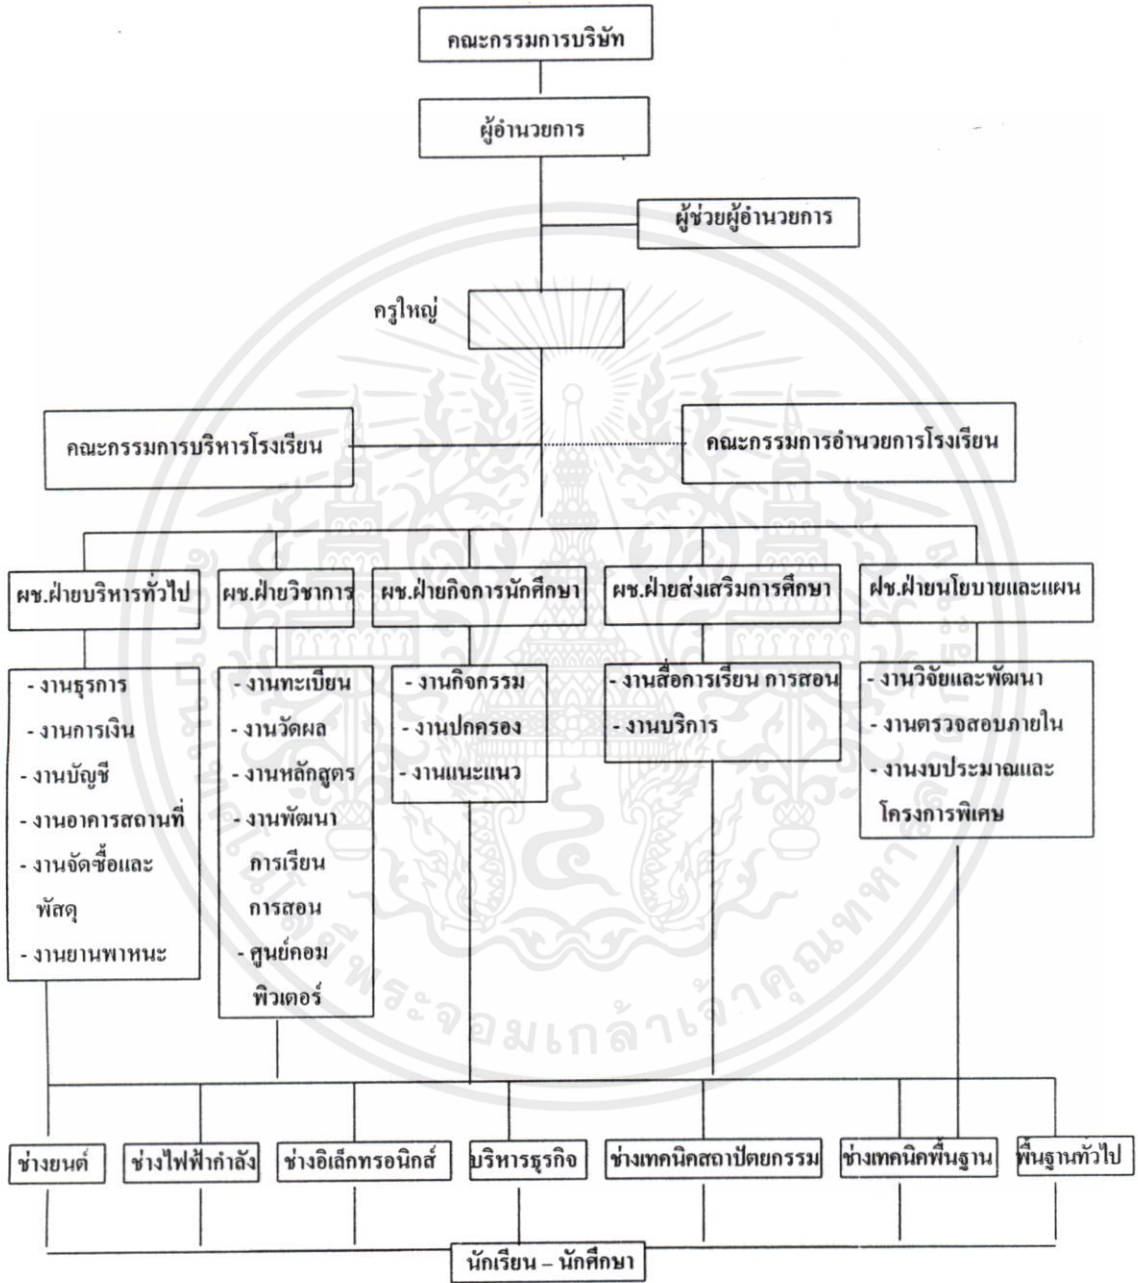 คณะกรรมการบริษัท
ผู้อำนวยการ
ผู้ช่วยผู้อำนวยการ
ครูใหญ่
คณะกรรมการบริหารโรงเรียน
คณะกรรมการอำนวยการโรงเรียน
ผช.ฝ่ายบริหารทั่วไป
- งานธุรการ
- งานการเงิน
- งานบัญชี
- งานอาคารสถานที่
- งานจัดซื้อและ
พัสดุ
- งานยานพาหนะ
ผช.ฝ่ายวิชาการ
- งานทะเบียน
- งานวัดผล
- งานหลักสูตร
- งานพัฒนา
การเรียน
การสอน
- ศูนย์คอม
พิวเตอร์
ผช.ฝ่ายกิจการนักศึกษา
- งานกิจกรรม
- งานปกครอง
- งานแนะแนว
ผช.ฝ่ายส่งเสริมการศึกษา
- งานสื่อการเรียน การสอน
- งานบริการ
ฝช.ฝ่ายนโยบายและแผน
- งานวิจัยและพัฒนา
- งานตรวจสอบภายใน
- งานงบประมาณและ
โครงการพิเศษ
ช่างยนต์
ช่างไฟฟ้ากำลัง
ช่างอิเล็กทรอนิกส์
บริหารธุรกิจ
ช่างเทคนิคสถาปัตยกรรม
ช่างเทคนิคพื้นฐาน
พื้นฐานทั่วไป
นักเรียน – นักศึกษา